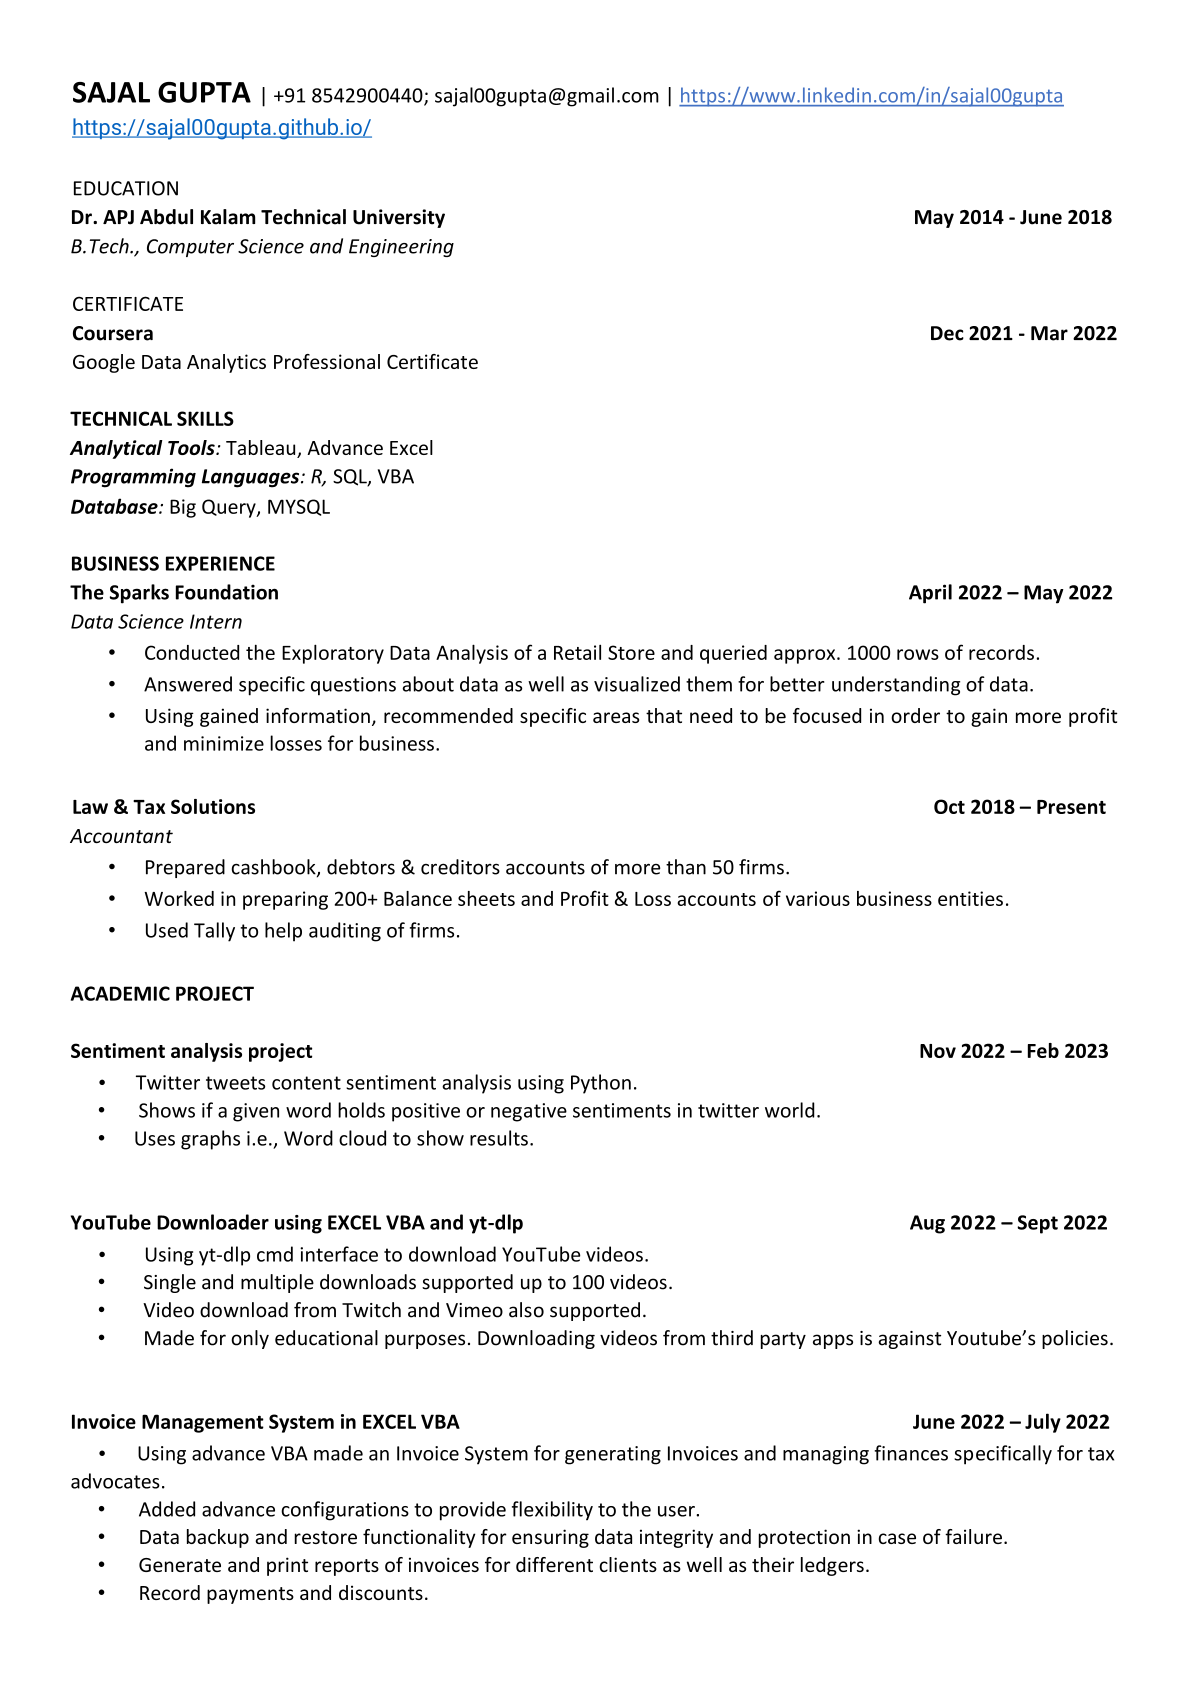 SAJAL GUPTA | +91 8542900440; sajal00gupta@gmail.com | https://www.linkedin.com/in/sajal00gupta
https://sajal00gupta.github.io/
EDUCATION
Dr. APJ Abdul Kalam Technical University May 2014 - June 2018
B.Tech., Computer Science and Engineering
CERTIFICATE
Coursera Dec 2021 - Mar 2022
Google Data Analytics Professional Certificate
TECHNICAL SKILLS
Analytical Tools: Tableau, Advance Excel
Programming Languages: R, SQL, VBA
Database: Big Query, MYSQL
BUSINESS EXPERIENCE
The Sparks Foundation April 2022 – May 2022
Data Science Intern
• Conducted the Exploratory Data Analysis of a Retail Store and queried approx. 1000 rows of records.
• Answered specific questions about data as well as visualized them for better understanding of data.
• Using gained information, recommended specific areas that need to be focused in order to gain more profit
and minimize losses for business.
Law & Tax Solutions Oct 2018 – Present
Accountant
• Prepared cashbook, debtors & creditors accounts of more than 50 firms.
• Worked in preparing 200+ Balance sheets and Profit & Loss accounts of various business entities.
• Used Tally to help auditing of firms.
ACADEMIC PROJECT
Sentiment analysis project Nov 2022 – Feb 2023
• Twitter tweets content sentiment analysis using Python.
• Shows if a given word holds positive or negative sentiments in twitter world.
• Uses graphs i.e., Word cloud to show results.
YouTube Downloader using EXCEL VBA and yt-dlp Aug 2022 – Sept 2022
• Using yt-dlp cmd interface to download YouTube videos.
• Single and multiple downloads supported up to 100 videos.
• Video download from Twitch and Vimeo also supported.
• Made for only educational purposes. Downloading videos from third party apps is against Youtube’s policies.
Invoice Management System in EXCEL VBA June 2022 – July 2022
• Using advance VBA made an Invoice System for generating Invoices and managing finances specifically for tax
advocates.
• Added advance configurations to provide flexibility to the user.
• Data backup and restore functionality for ensuring data integrity and protection in case of failure.
• Generate and print reports of invoices for different clients as well as their ledgers.
• Record payments and discounts.